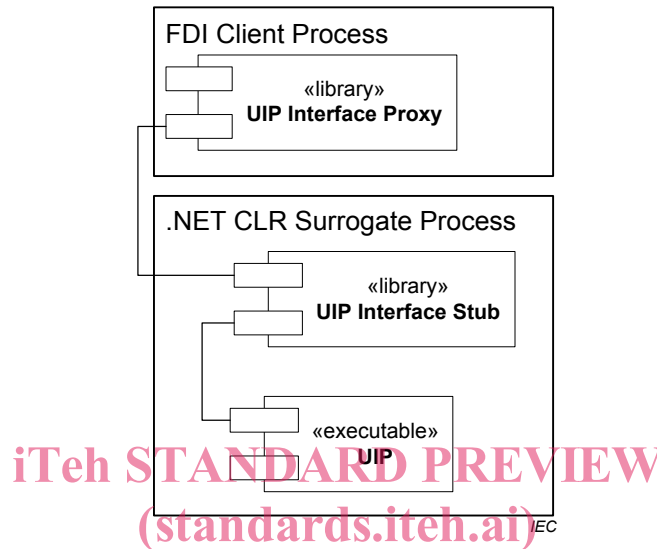 FDI Client Process
«library»
UIP Interface Proxy
.NET CLR Surrogate Process
«library»
UIP Interface Stub
«executable»
UIP
iTeh STANDARD PREVIEW
(standards.iteh.ai)
IEC